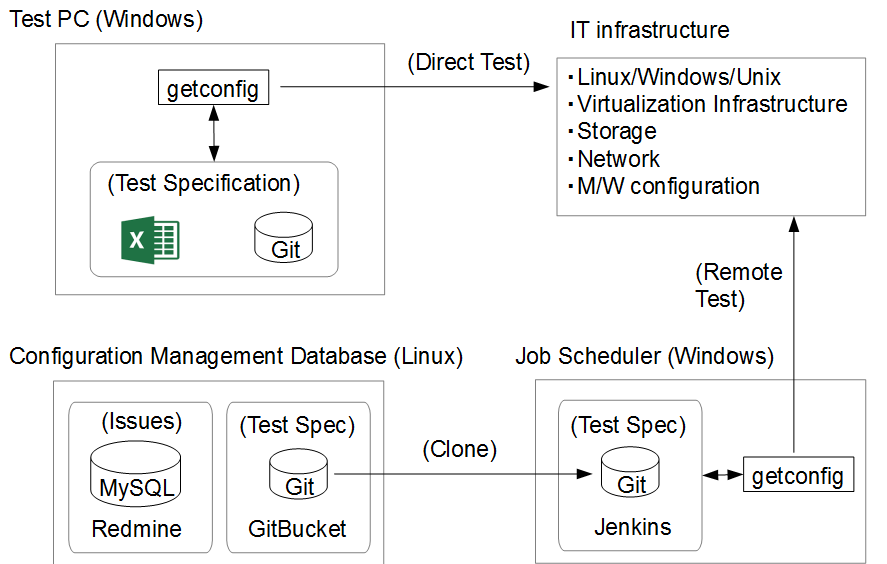 Test PC (Windows)
IT infrastructure
(Direct Test)
getconfig
(Test Specification)
X
Git
・Linux/Windows/Unix
・Virtualization Infrastructure
・Storage
・Network
・M/W configuration
(Remote
Test)
Configuration Management Database (Linux)
Job Scheduler (Windows)
(Issues)
MySQL
Redmine
(Test Spec)
Git
GitBucket
(Clone)
(Test Spec)
Git
Jenkins
getconfig